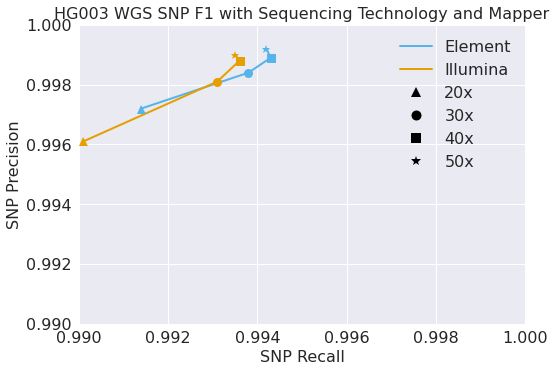 HG003 WGS SNP F1 with Sequencing Technology and Mapper
1.000
0.998
0.996
0.994
0.992
0.990
SNP Precision
Element
Illumina
20x
30x
40x
50x
0.990 0.992 0.994 0.996 0.998 1.000
SNP Recall